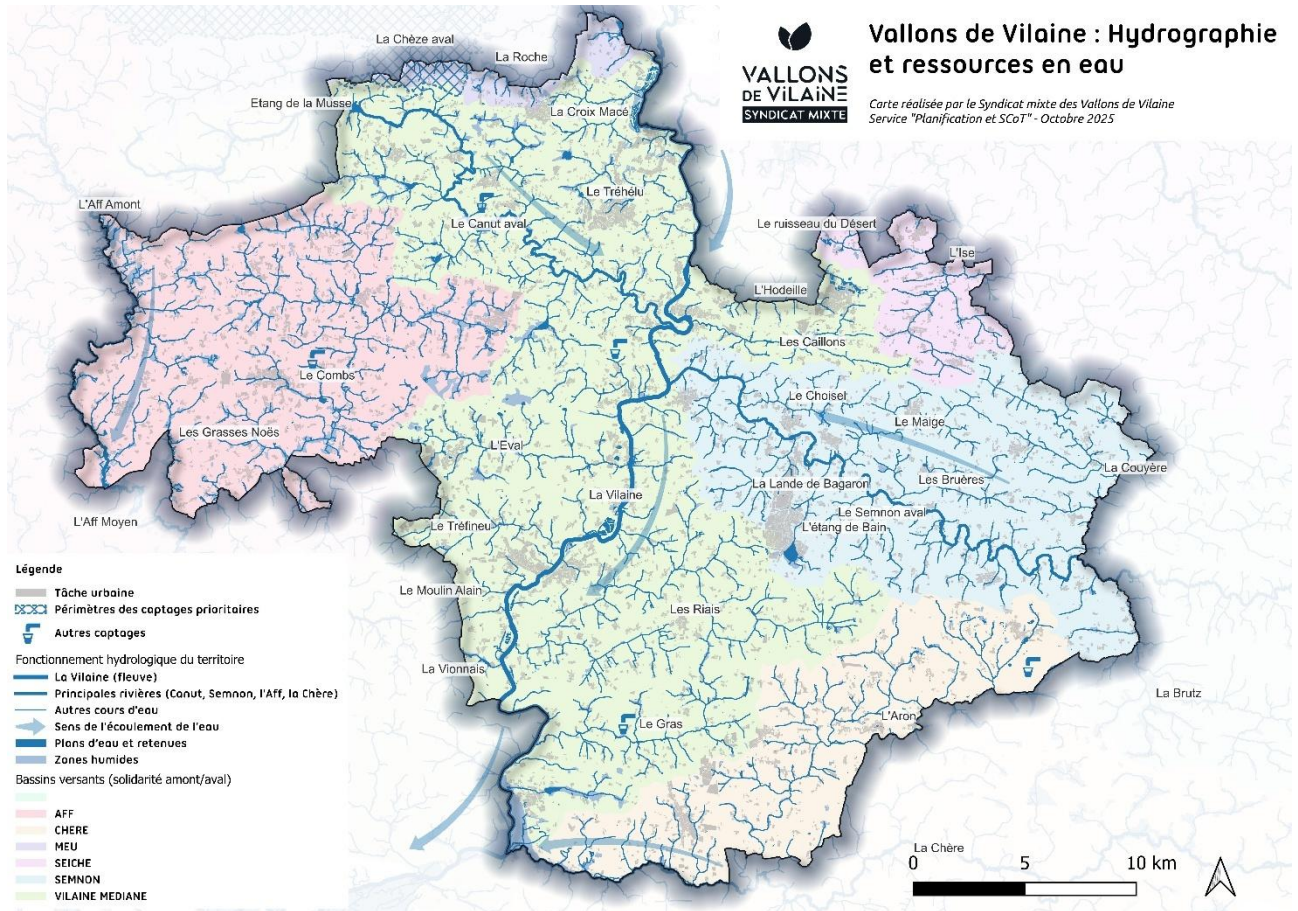 Vallons de Vilaine : Hydrographie
et ressources en eau
VALLONS
DE VILAINE
SYNDICAT MIXTE
Carte réalisée par le Syndicat mixte des Vallons de Vilaine
Service "Planification et SCoT" - Octobre 2025
La Chèze aval
La Roche
Etang de la Musse
La Croix Macé
Le Tréhélu
L'Aff Amont
Le Canut aval
Le ruisseau du Désert
L'Ise
L'Hodeille
Les Caillons
Le Combs
Le Choisel
Le Maige
Les Grasses Noës
L'Eval
La Couyère
La Lande de Bagaron
Les Bruères
La Vilaine
Le Semnon aval
L'Aff Moyen
Le Tréfineu
L'étang de Bain
Le Moulin Alain
Les Riais
La Vionnais
La Brutz
L'Aron
Le Gras
La Chère
Légende
Tâche urbaine
Périmètres des captages prioritaires
Autres captages
Fonctionnement hydrologique du territoire
La Vilaine (fleuve)
Principales rivières (Canut, Semnon, l'Aff, la Chère)
Autres cours d'eau
Sens de l'écoulement de l'eau
Plans d'eau et retenues
Zones humides
Bassins versants (solidarité amont/aval)
AFF
CHERE
MEU
SEICHE
SEMNON
VILAINE MEDIANE
0 5 10 km